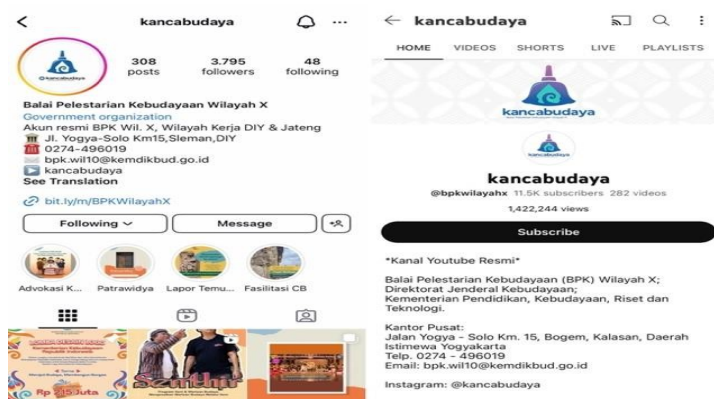 kancabudaya
308
posts
3.795
followers
48
following
@kancabudaya
Balai Pelestarian Kebudayaan Wilayah X
Government organization
Akun resmi BPK Wil. X, Wilayah Kerja DIY & Jateng
Jl. Yogya-Solo Km15,Sleman,DIY
0274-496019
bpk.wil10@kemdikbud.go.id
kancabudaya
See Translation
bit.ly/m/BPKWilayahX
Following
Message
Advokasi K...
Patrawidya
Lapor Temu...
Fasilitasi CB
Kementerian Kebudayaan
Republik Indonesia
kancabudaya
HOME VIDEOS SHORTS LIVE PLAYLISTS
kancabudaya
kancabudaya
@bpkwilayahx 11.5K subscribers 282 videos
1,422,244 views
Subscribe
*Kanal Youtube Resmi*
Balai Pelestarian Kebudayaan (BPK) Wilayah X;
Direktorat Jenderal Kebudayaan;
Kementerian Pendidikan, Kebudayaan, Riset dan
Teknologi.
Kantor Pusat:
Jalan Yogya - Solo Km. 15, Bogem, Kalasan, Daerah
Istimewa Yogyakarta
Telp. 0274 - 496019
Email: bpk.wil10@kemdikbud.go.id
Instagram: @kancabudaya